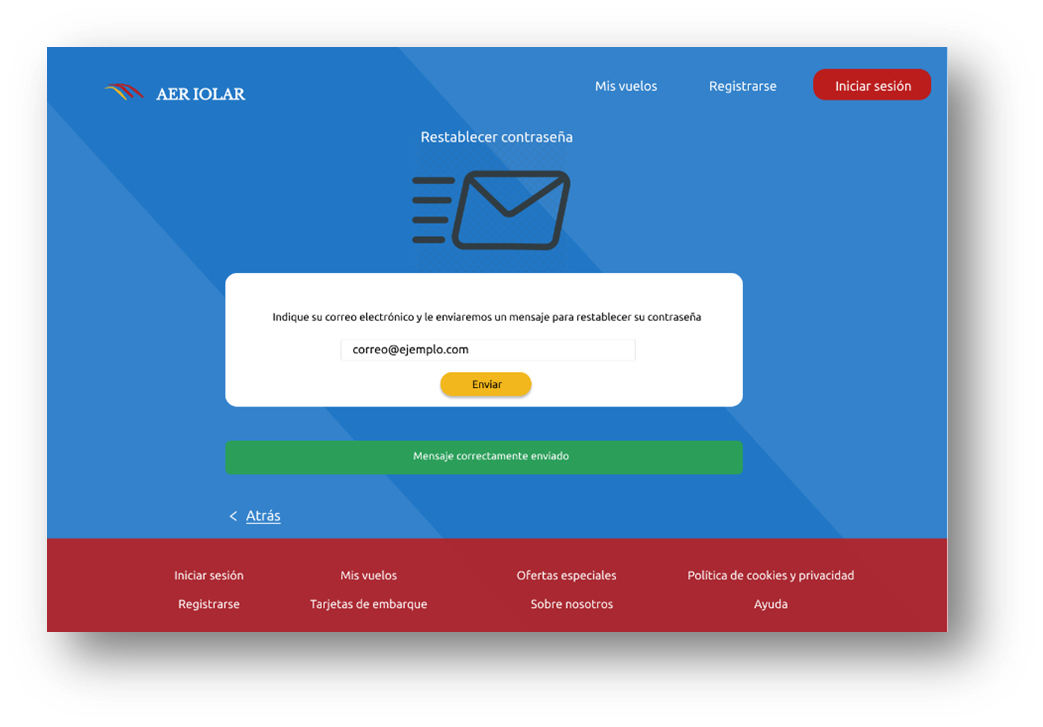 AER IOLAR
Mis vuelos
Registrarse
Iniciar sesión
Restablecer contraseña
Indique su correo electrónico y le enviaremos un mensaje para restablecer su contraseña
correo@ejemplo.com
Enviar
Mensaje correctamente enviado
< Atrás
Iniciar sesión
Mis vuelos
Ofertas especiales
Política de cookies y privacidad
Registrarse
Tarjetas de embarque
Sobre nosotros
Ayuda